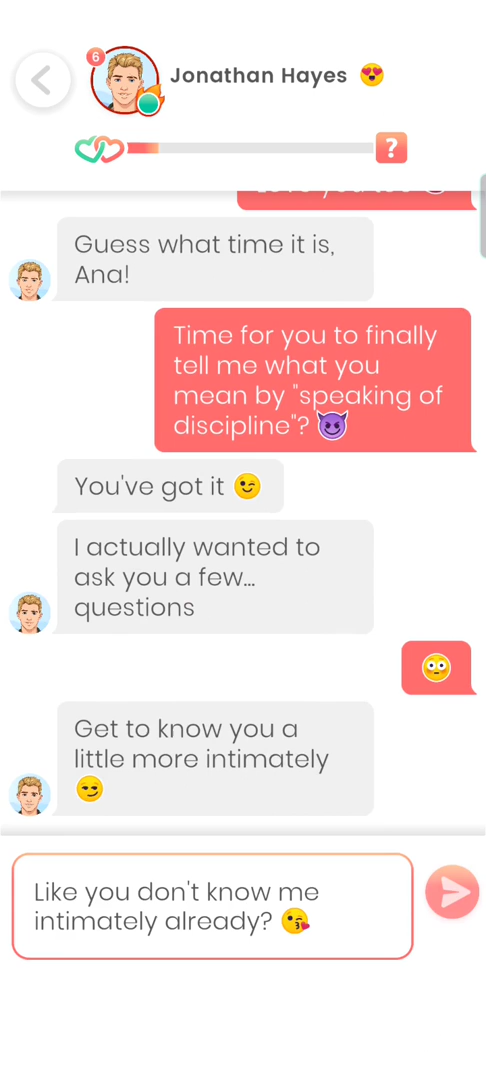 6
Jonathan Hayes 😍
?
Guess what time it is,
Ana!
Time for you to finally
tell me what you
mean by "speaking of
discipline"? 😈
You've got it 😉
I actually wanted to
ask you a few...
questions
😳
Get to know you a
little more intimately
😏
Like you don't know me
intimately already? 😘